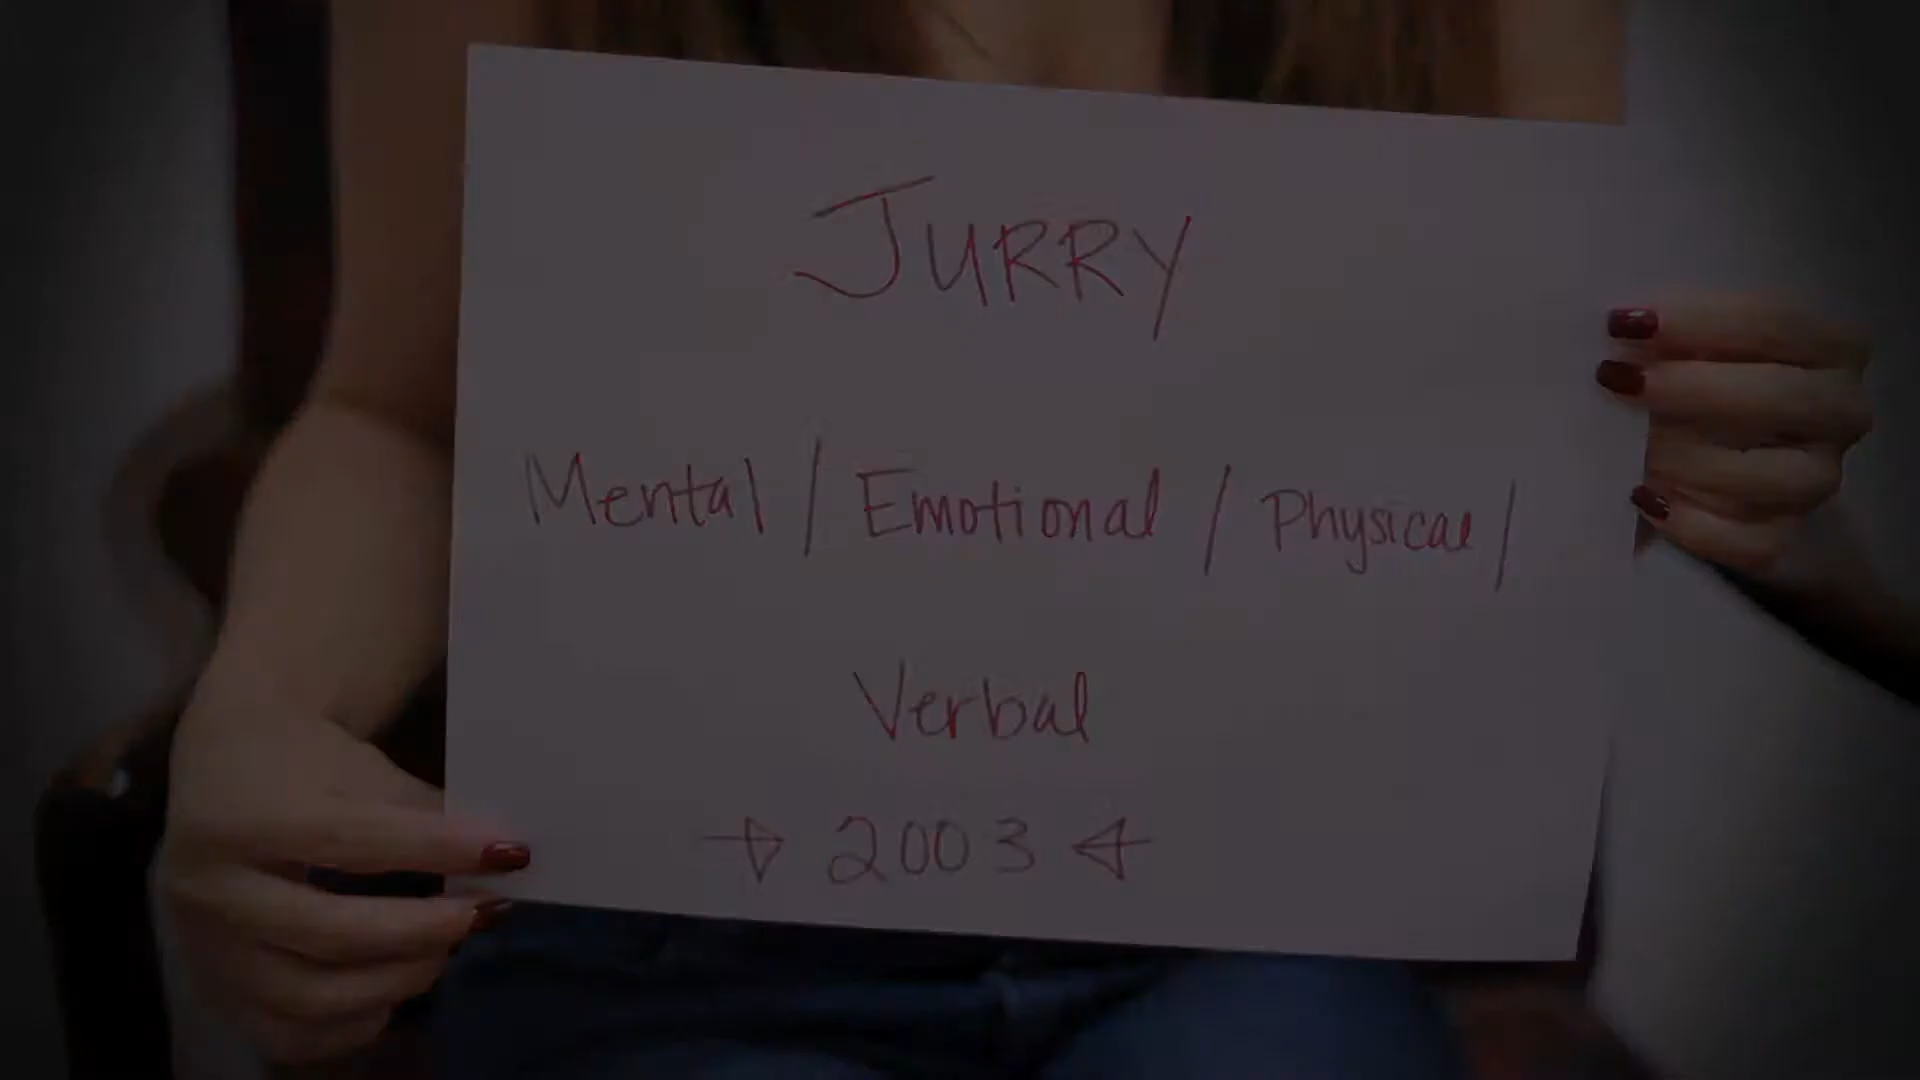 JURRY
Mental / Emotional / Physical /
Verbal
→ 2003 ←